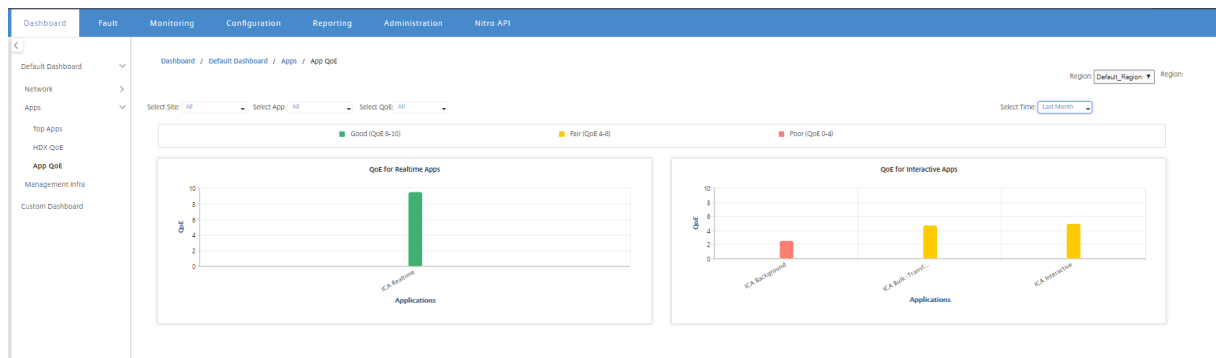 Dashboard Fault Monitoring Configuration Reporting Administration Nitro API
Default Dashboard
Network
Apps
Top Apps
HDX QoE
App QoE
Management Infra
Custom Dashboard
Dashboard / Default Dashboard / Apps / App QoE
Region: Default_Region Region:
Select Site: All Select App: All Select QoE: All Select Time: Last Month
Good (QoE 8-10) Fair (QoE 4-8) Poor (QoE 0-4)
QoE for Realtime Apps
10
8
6
4
2
0
QoE
ICA Realtime
Applications
QoE for Interactive Apps
10
8
6
4
2
0
QoE
ICA Background
ICA Bulk-Transf...
ICA Interactive
Applications